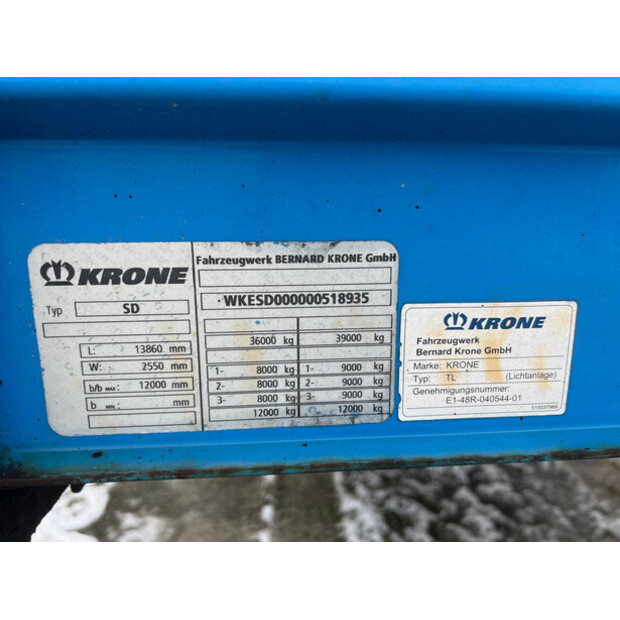 KRONE
Fahrzeugwerk BERNARD KRONE GmbH
Typ SD
WKESD000000518935
L: 13860 mm
W: 2550 mm
b/b MAX: 12000 mm
b MIN: mm
36000 kg 39000 kg
1- 8000 kg 1- 9000 kg
2- 8000 kg 2- 9000 kg
3- 8000 kg 3- 9000 kg
12000 kg 12000 kg
KRONE
Fahrzeugwerk
Bernard Krone GmbH
Marke: KRONE
Typ: TL (Lichtanlage)
Genehmigungsnummer:
E1-48R-040544-01